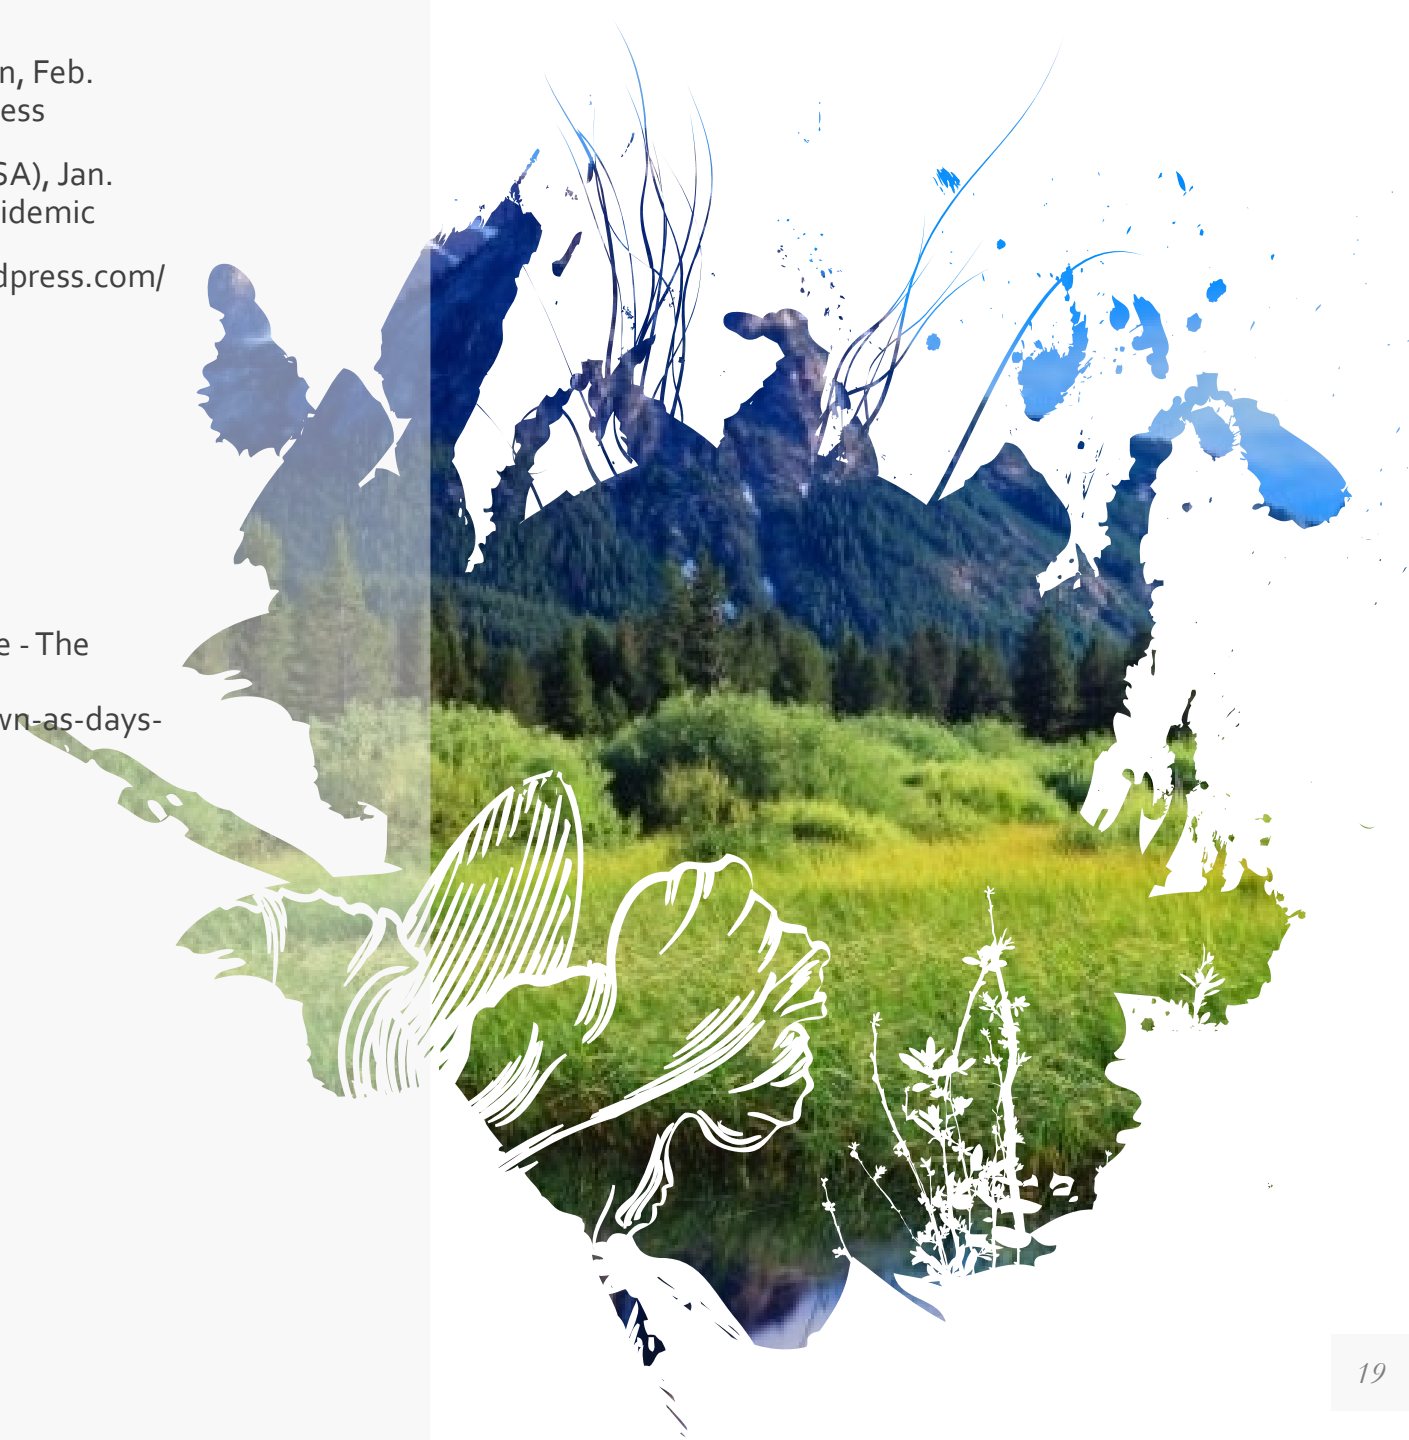 n, Feb.
ess
SA), Jan.
idemic
dpress.com/
e - The
wn-as-days-
19